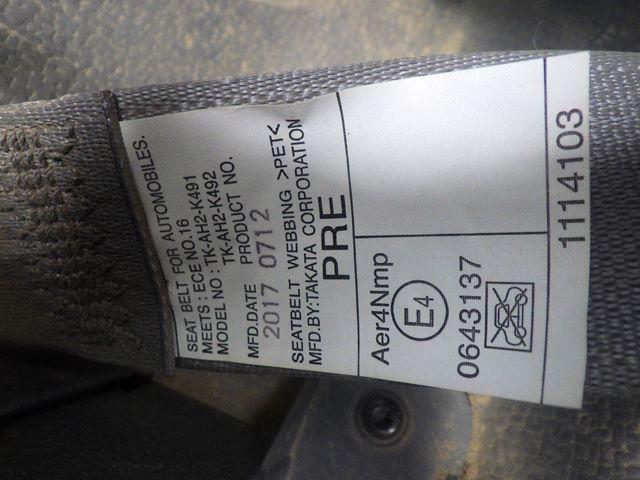 SEAT BELT FOR AUTOMOBILES.
MEETS : ECE NO.16
MODEL NO : TK-AH2-K491
TK-AH2-K492
MFD.DATE PRODUCT NO.
2017 0712
SEATBELT WEBBING >PET<
MFD.BY:TAKATA CORPORATION
PRE
Aer4Nmp
E4
0643137
1114103